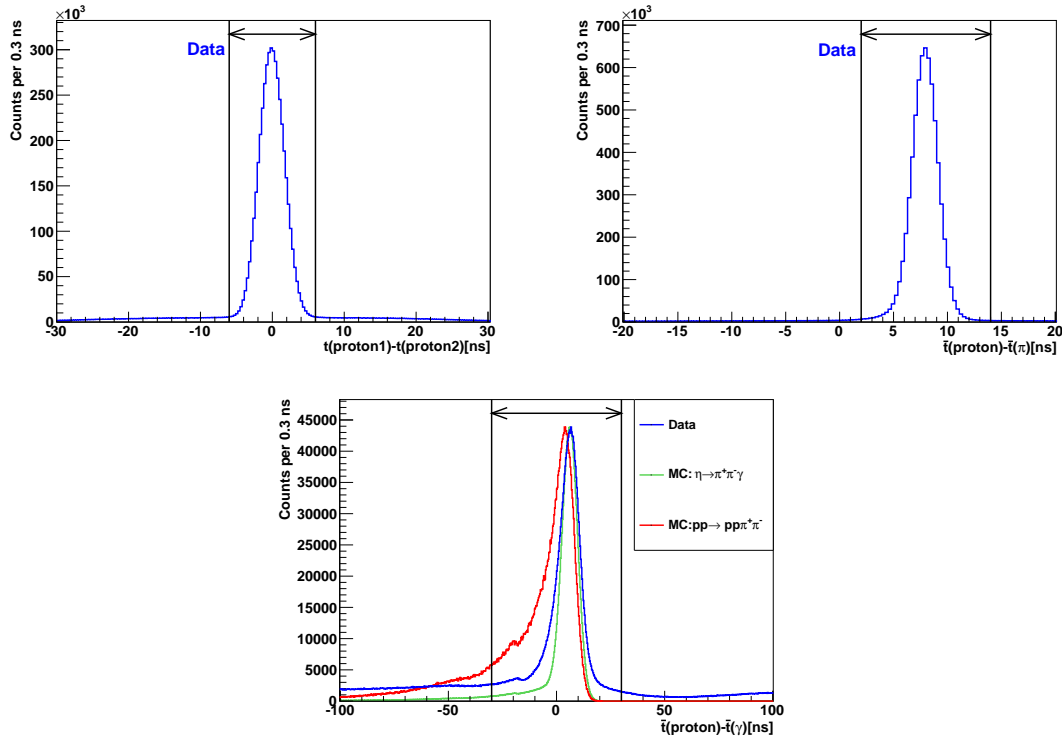 ×10³
Counts per 0.3 ns
Data
300
250
200
150
100
50
0
-30 -20 -10 0 10 20 30
t(proton1)-t(proton2)[ns]
×10³
Counts per 0.3 ns
Data
700
600
500
400
300
200
100
0
-20 -15 -10 -5 0 5 10 15 20
t̄(proton)-t̄(π)[ns]
Counts per 0.3 ns
45000
40000
35000
30000
25000
20000
15000
10000
5000
0
-100 -50 0 50 100
t̄(proton)-t̄(γ)[ns]
Data
MC: η→π⁺π⁻γ
MC:pp→ ppπ⁺π⁻